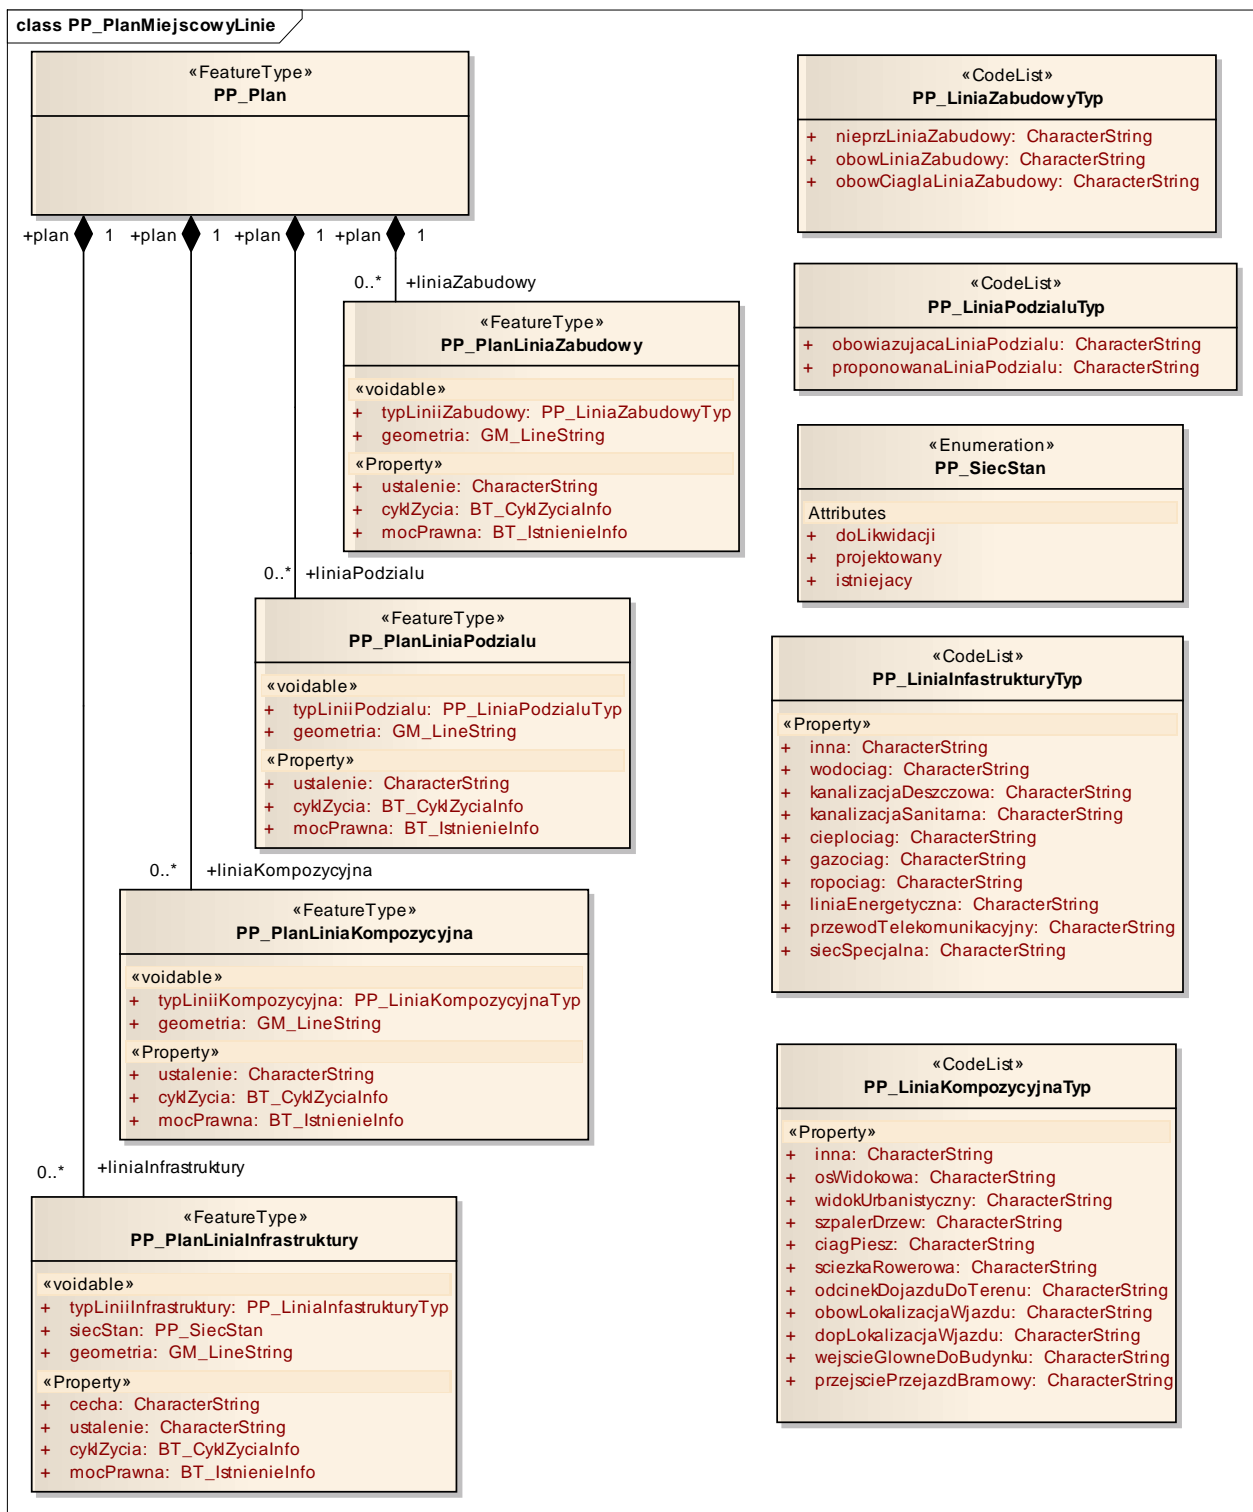 class PP_PlanMiejscowyLinie
«FeatureType»
PP_Plan
+plan 1 +plan 1 +plan 1 +plan 1
0..* +liniaZabudowy
«FeatureType»
PP_PlanLiniaZabudowy
«voidable»
+ typLiniiZabudowy: PP_LiniaZabudowyTyp
+ geometria: GM_LineString
«Property»
+ ustalenie: CharacterString
+ cyklZycia: BT_CyklZyciaInfo
+ mocPrawna: BT_IstnienieInfo
0..* +liniaPodzialu
«FeatureType»
PP_PlanLiniaPodzialu
«voidable»
+ typLiniiPodzialu: PP_LiniaPodzialuTyp
+ geometria: GM_LineString
«Property»
+ ustalenie: CharacterString
+ cyklZycia: BT_CyklZyciaInfo
+ mocPrawna: BT_IstnienieInfo
0..* +liniaKompozycyjna
«FeatureType»
PP_PlanLiniaKompozycyjna
«voidable»
+ typLiniiKompozycyjna: PP_LiniaKompozycyjnaTyp
+ geometria: GM_LineString
«Property»
+ ustalenie: CharacterString
+ cyklZycia: BT_CyklZyciaInfo
+ mocPrawna: BT_IstnienieInfo
0..* +liniaInfrastruktury
«FeatureType»
PP_PlanLiniaInfrastruktury
«voidable»
+ typLiniiInfrastruktury: PP_LiniaInfastrukturyTyp
+ siecStan: PP_SiecStan
+ geometria: GM_LineString
«Property»
+ cecha: CharacterString
+ ustalenie: CharacterString
+ cyklZycia: BT_CyklZyciaInfo
+ mocPrawna: BT_IstnienieInfo
«CodeList»
PP_LiniaZabudowyTyp
+ nieprzLiniaZabudowy: CharacterString
+ obowLiniaZabudowy: CharacterString
+ obowCiaglaLiniaZabudowy: CharacterString
«CodeList»
PP_LiniaPodzialuTyp
+ obowiazujacaLiniaPodzialu: CharacterString
+ proponowanaLiniaPodzialu: CharacterString
«Enumeration»
PP_SiecStan
Attributes
+ doLikwidacji
+ projektowany
+ istniejacy
«CodeList»
PP_LiniaInfastrukturyTyp
«Property»
+ inna: CharacterString
+ wodociag: CharacterString
+ kanalizacjaDeszczowa: CharacterString
+ kanalizacjaSanitarna: CharacterString
+ cieplociag: CharacterString
+ gazociag: CharacterString
+ ropociag: CharacterString
+ liniaEnergetyczna: CharacterString
+ przewodTelekomunikacyjny: CharacterString
+ siecSpecjalna: CharacterString
«CodeList»
PP_LiniaKompozycyjnaTyp
«Property»
+ inna: CharacterString
+ osWidokowa: CharacterString
+ widokUrbanistyczny: CharacterString
+ szpalerDrzew: CharacterString
+ ciagPiesz: CharacterString
+ sciezkaRowerowa: CharacterString
+ odcinekDojazduDoTerenu: CharacterString
+ obowLokalizacjaWjazdu: CharacterString
+ dopLokalizacjaWjazdu: CharacterString
+ wejscieGlowneDoBudynku: CharacterString
+ przejsciePrzejazdBramowy: CharacterString